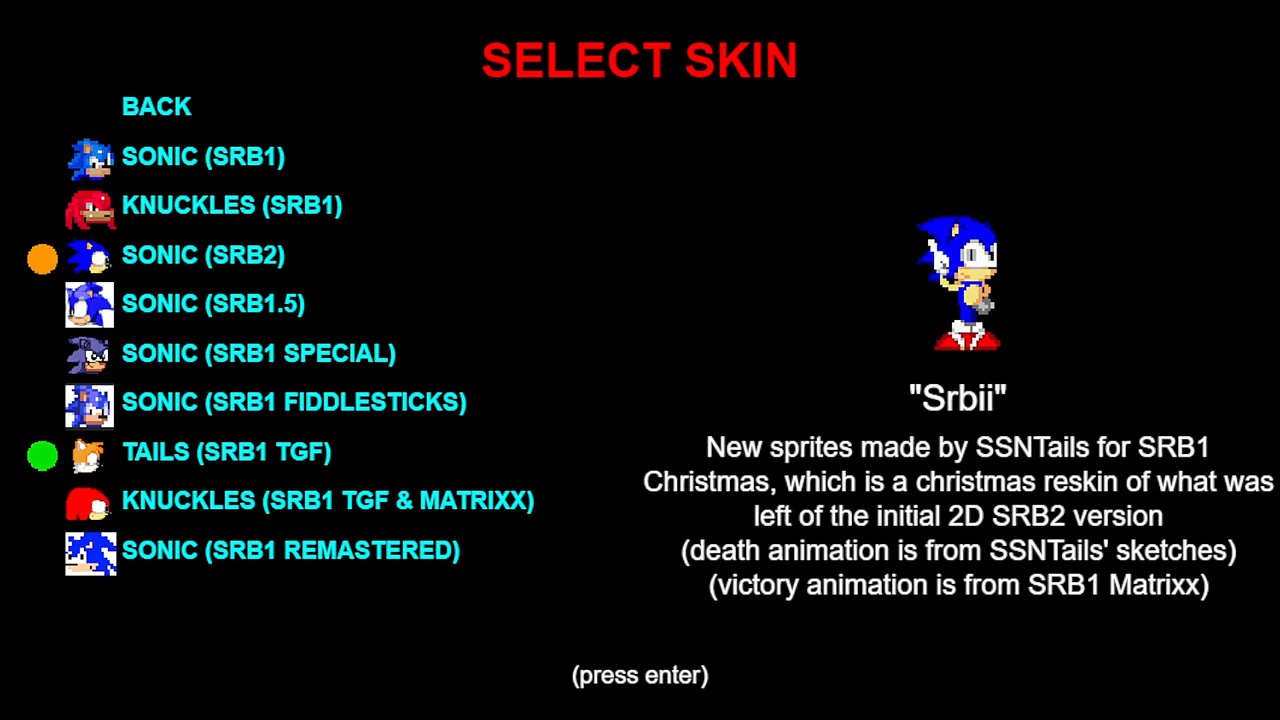 SELECT SKIN
BACK
SONIC (SRB1)
KNUCKLES (SRB1)
SONIC (SRB2)
SONIC (SRB1.5)
SONIC (SRB1 SPECIAL)
SONIC (SRB1 FIDDLESTICKS)
TAILS (SRB1 TGF)
KNUCKLES (SRB1 TGF & MATRIXX)
SONIC (SRB1 REMASTERED)
"Srbii"
New sprites made by SSNTails for SRB1
Christmas, which is a christmas reskin of what was
left of the initial 2D SRB2 version
(death animation is from SSNTails' sketches)
(victory animation is from SRB1 Matrixx)
(press enter)